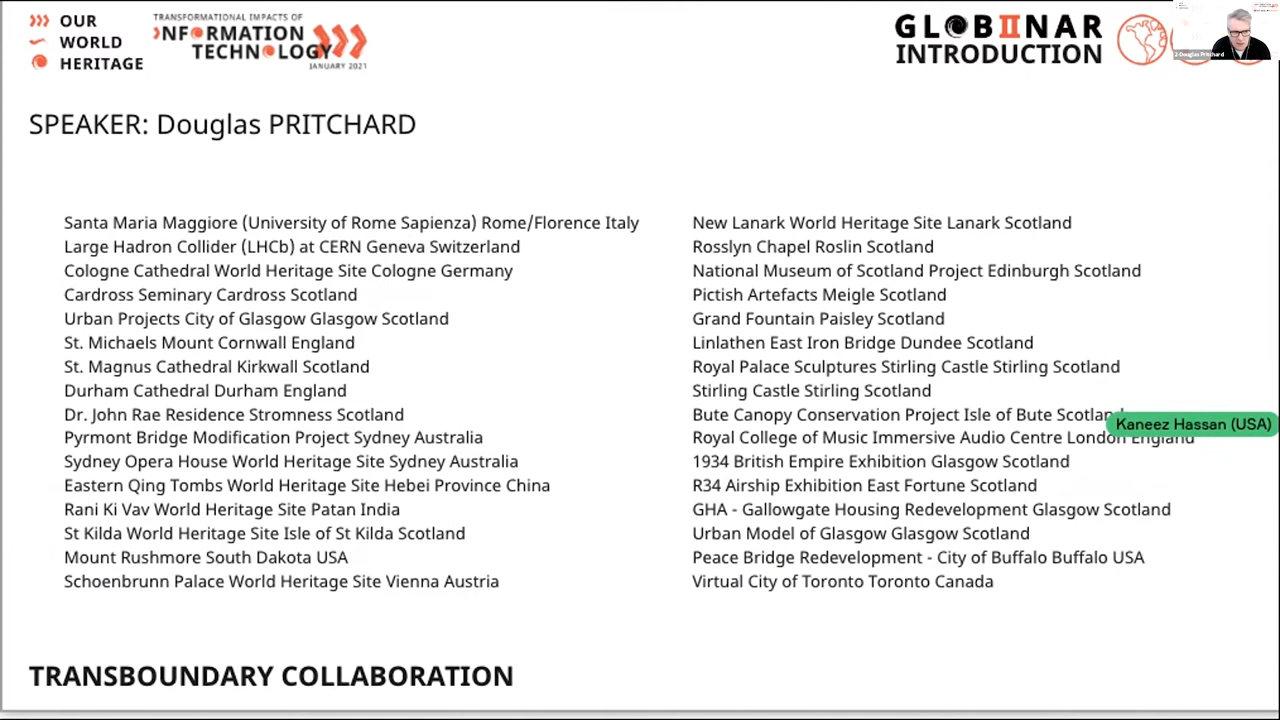 OUR
WORLD
HERITAGE
TRANSFORMATIONAL IMPACTS OF
INFORMATION
TECHNOLOGY
JANUARY 2021
GLOBIINAR
INTRODUCTION
2-Douglas Pritchard
SPEAKER: Douglas PRITCHARD
Santa Maria Maggiore (University of Rome Sapienza) Rome/Florence Italy
Large Hadron Collider (LHCb) at CERN Geneva Switzerland
Cologne Cathedral World Heritage Site Cologne Germany
Cardross Seminary Cardross Scotland
Urban Projects City of Glasgow Glasgow Scotland
St. Michaels Mount Cornwall England
St. Magnus Cathedral Kirkwall Scotland
Durham Cathedral Durham England
Dr. John Rae Residence Stromness Scotland
Pyrmont Bridge Modification Project Sydney Australia
Sydney Opera House World Heritage Site Sydney Australia
Eastern Qing Tombs World Heritage Site Hebei Province China
Rani Ki Vav World Heritage Site Patan India
St Kilda World Heritage Site Isle of St Kilda Scotland
Mount Rushmore South Dakota USA
Schoenbrunn Palace World Heritage Site Vienna Austria
New Lanark World Heritage Site Lanark Scotland
Rosslyn Chapel Roslin Scotland
National Museum of Scotland Project Edinburgh Scotland
Pictish Artefacts Meigle Scotland
Grand Fountain Paisley Scotland
Linlathen East Iron Bridge Dundee Scotland
Royal Palace Sculptures Stirling Castle Stirling Scotland
Stirling Castle Stirling Scotland
Bute Canopy Conservation Project Isle of Bute Scotland
Kaneez Hassan (USA)
Royal College of Music Immersive Audio Centre London England
1934 British Empire Exhibition Glasgow Scotland
R34 Airship Exhibition East Fortune Scotland
GHA - Gallowgate Housing Redevelopment Glasgow Scotland
Urban Model of Glasgow Glasgow Scotland
Peace Bridge Redevelopment - City of Buffalo Buffalo USA
Virtual City of Toronto Toronto Canada
TRANSBOUNDARY COLLABORATION